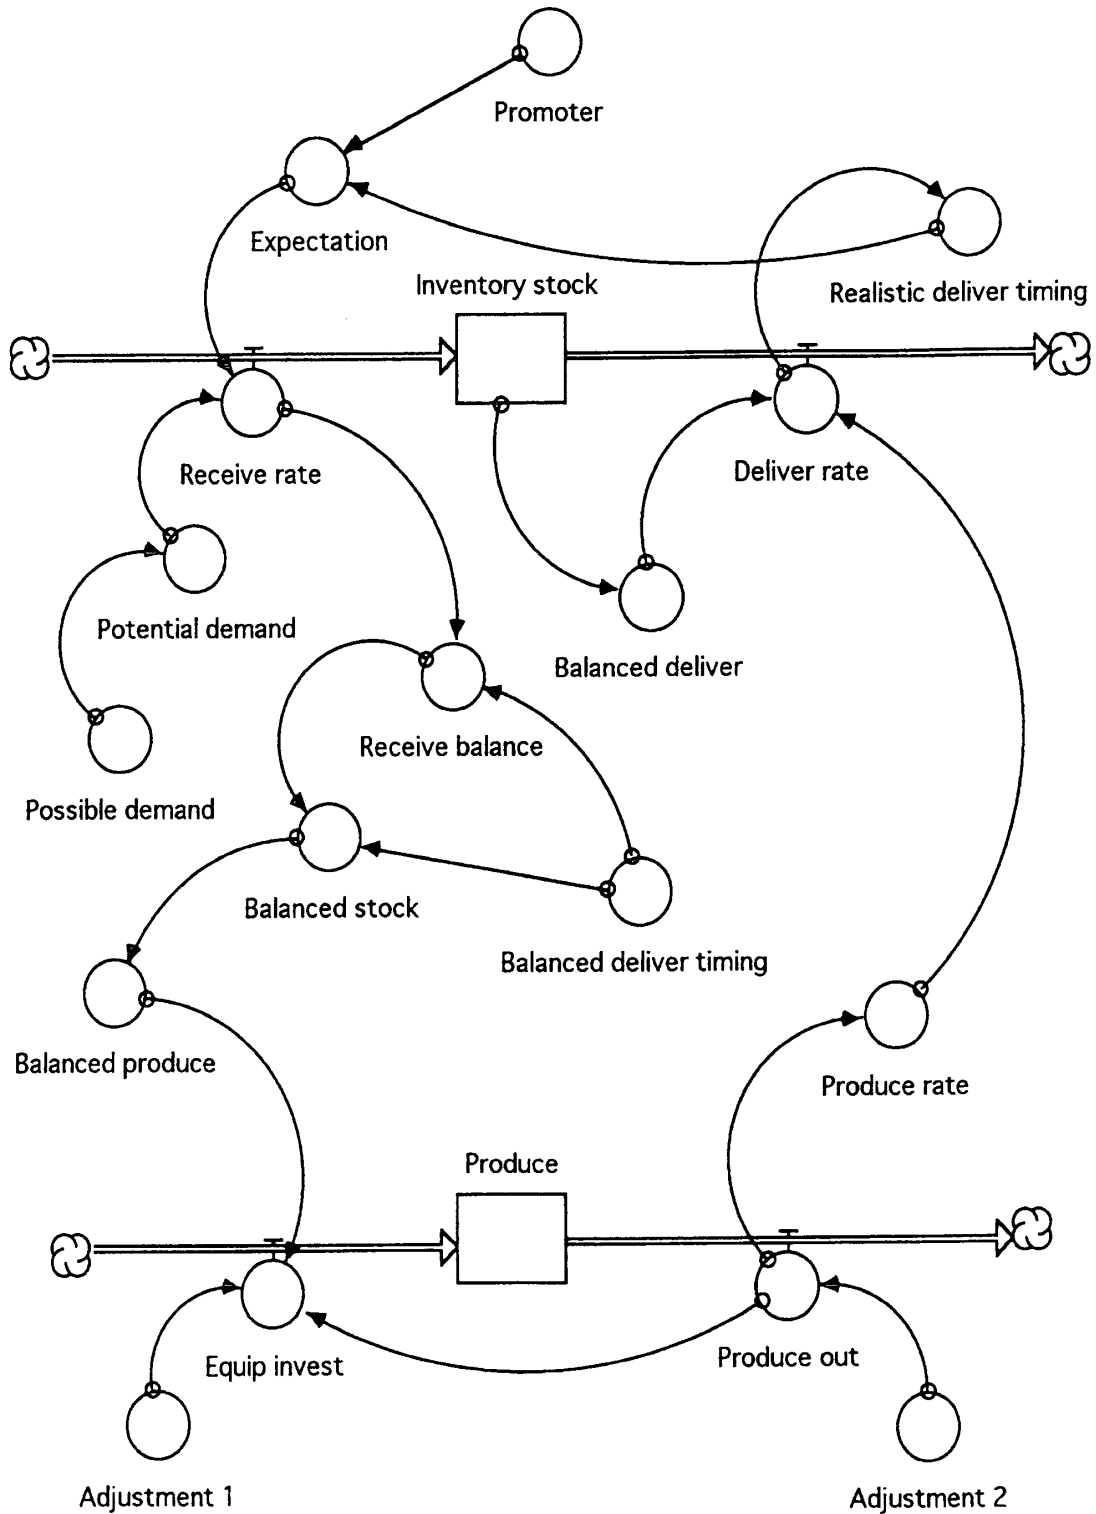 Promoter
Expectation
Inventory stock
Realistic deliver timing
Receive rate
Deliver rate
Potential demand
Balanced deliver
Receive balance
Possible demand
Balanced stock
Balanced deliver timing
Balanced produce
Produce rate
Produce
Equip invest
Produce out
Adjustment 1
Adjustment 2